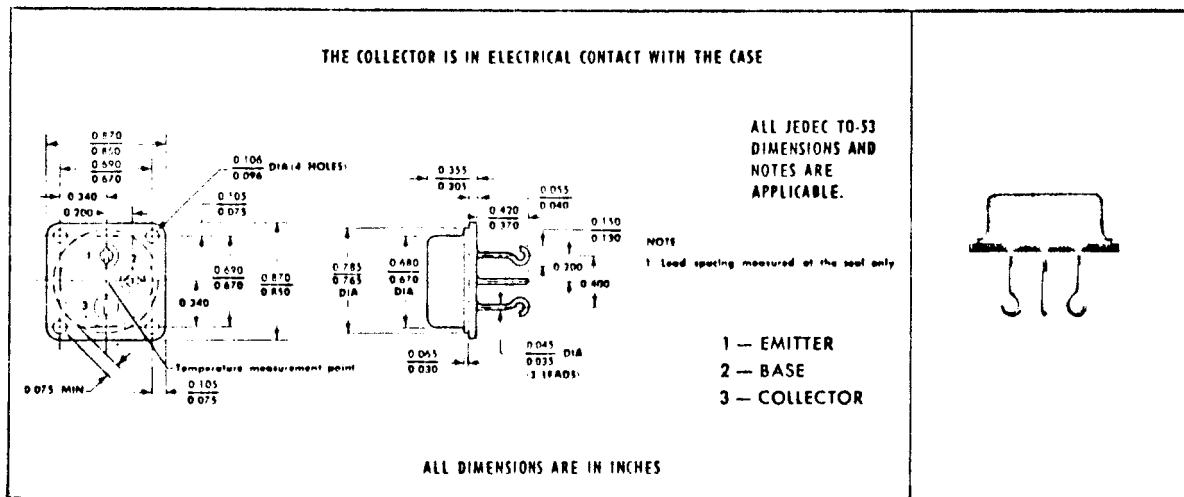 THE COLLECTOR IS IN ELECTRICAL CONTACT WITH THE CASE
ALL JEDEC TO-53
DIMENSIONS AND
NOTES ARE
APPLICABLE.
0.870
0.850
0.690
0.670
0.340
0.200
0.106
0.096
DIA (4 HOLES)
0.105
0.075
1
2
3
0.690
0.670
0.870
0.850
0.340
0.075 MIN
Temperature measurement point
0.105
0.075
0.355
0.305
0.055
0.040
0.420
0.370
0.150
0.130
0.200
0.400
0.785
0.765
DIA
0.680
0.670
DIA
0.065
0.030
0.045
0.035
DIA
(3 LEADS)
NOTE
1 Lead spacing measured at the seal only
1 — EMITTER
2 — BASE
3 — COLLECTOR
ALL DIMENSIONS ARE IN INCHES